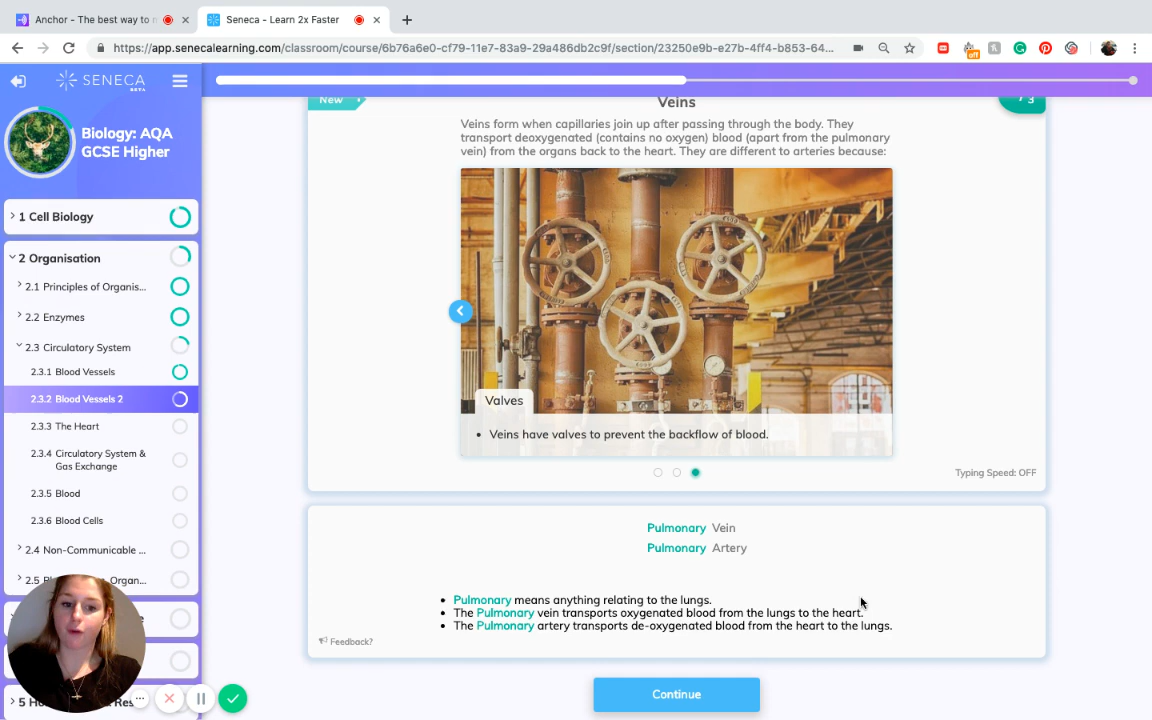 Anchor - The best way to
Seneca - Learn 2x Faster
https://app.senecalearning.com/classroom/course/6b76a6e0-cf79-11e7-83a9-29a486db2c9f/section/23250e9b-e27b-4ff4-b853-64...
off
SENECA
BETA
Biology: AQA
GCSE Higher
1 Cell Biology
2 Organisation
2.1 Principles of Organis...
2.2 Enzymes
2.3 Circulatory System
2.3.1 Blood Vessels
2.3.2 Blood Vessels 2
2.3.3 The Heart
2.3.4 Circulatory System &
Gas Exchange
2.3.5 Blood
2.3.6 Blood Cells
2.4 Non-Communicable ...
2.5 Organ...
5
New
3
Veins
Veins form when capillaries join up after passing through the body. They
transport deoxygenated (contains no oxygen) blood (apart from the pulmonary
vein) from the organs back to the heart. They are different to arteries because:
Valves
• Veins have valves to prevent the backflow of blood.
Typing Speed: OFF
Pulmonary Vein
Pulmonary Artery
• Pulmonary means anything relating to the lungs.
• The Pulmonary vein transports oxygenated blood from the lungs to the heart.
• The Pulmonary artery transports de-oxygenated blood from the heart to the lungs.
Feedback?
Continue